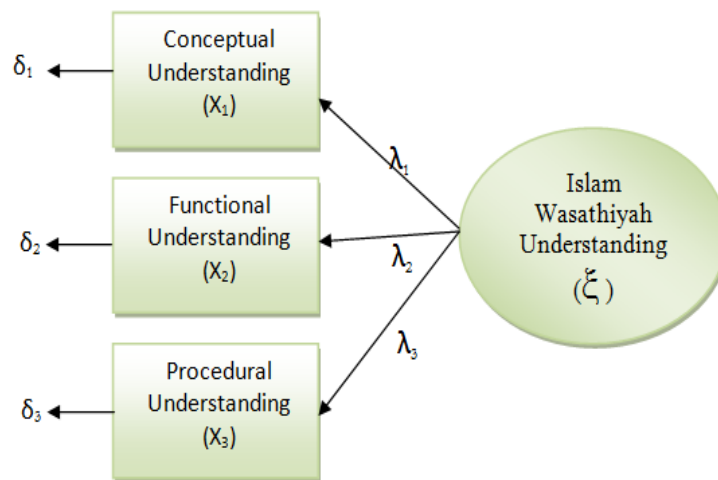 δ₁
Conceptual
Understanding
(X₁)
λ₁
δ₂
Functional
Understanding
(X₂)
λ₂
Islam
Wasathiyah
Understanding
(ξ)
δ₃
Procedural
Understanding
(X₃)
λ₃